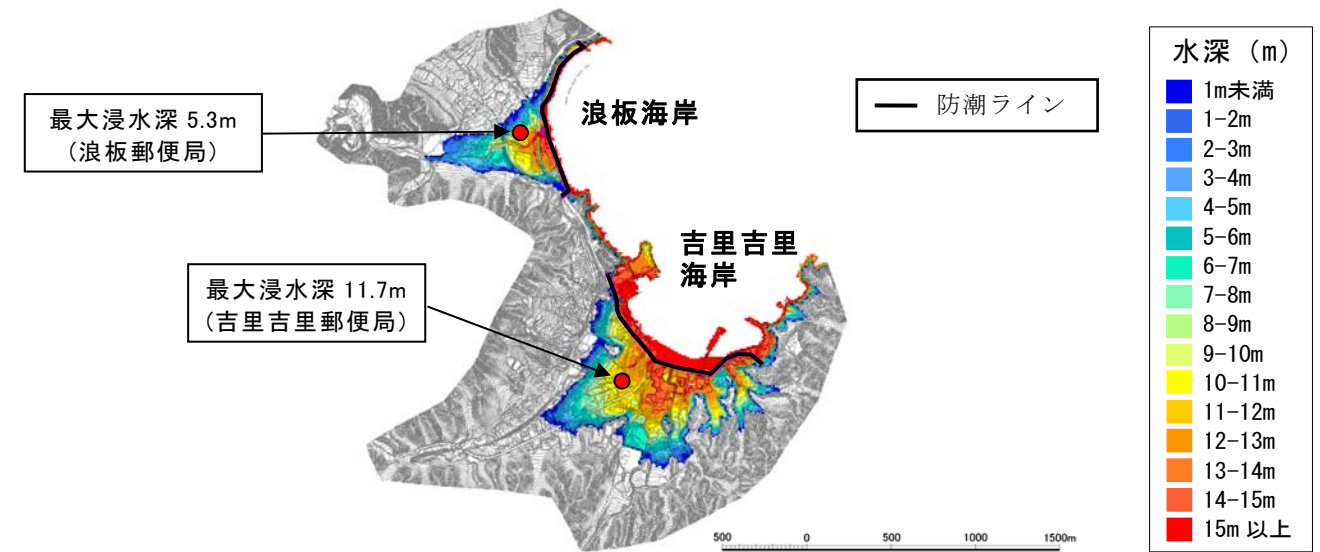 最大浸水深 5.3m
(浪板郵便局)
浪板海岸
防潮ライン
吉里吉里
海岸
最大浸水深 11.7m
(吉里吉里郵便局)
水深 (m)
1m未満
1-2m
2-3m
3-4m
4-5m
5-6m
6-7m
7-8m
8-9m
9-10m
10-11m
11-12m
12-13m
13-14m
14-15m
15m 以上
500 0 500 1000 1500m